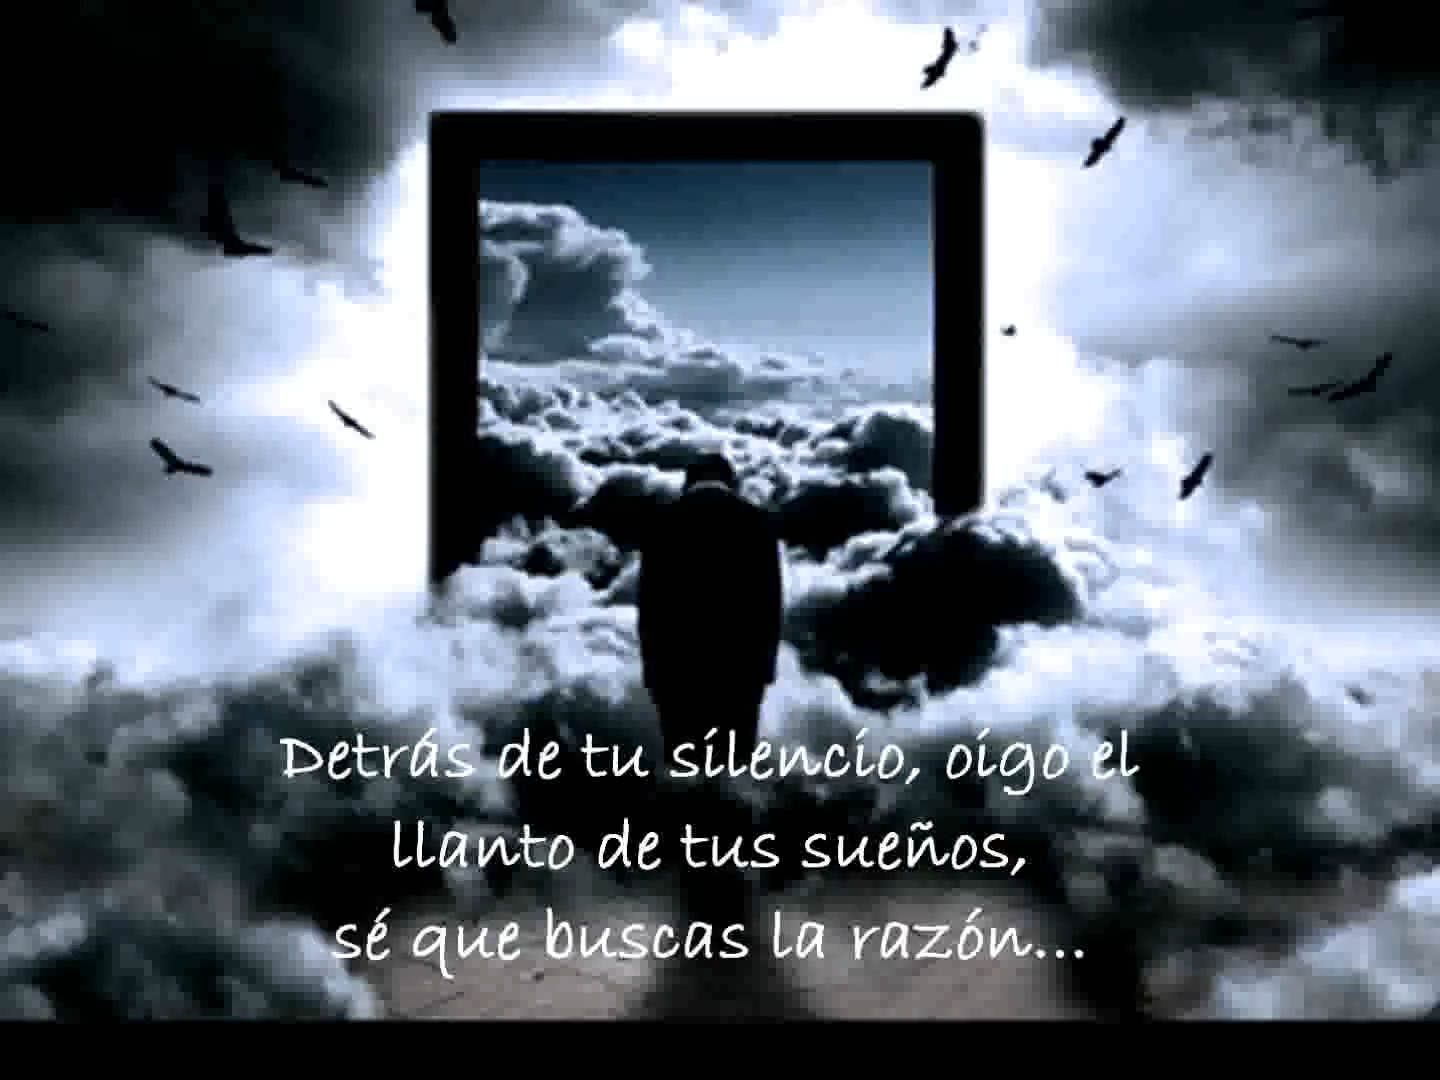 Detrás de tu silencio, oigo el
llanto de tus sueños,
sé que buscas la razón...